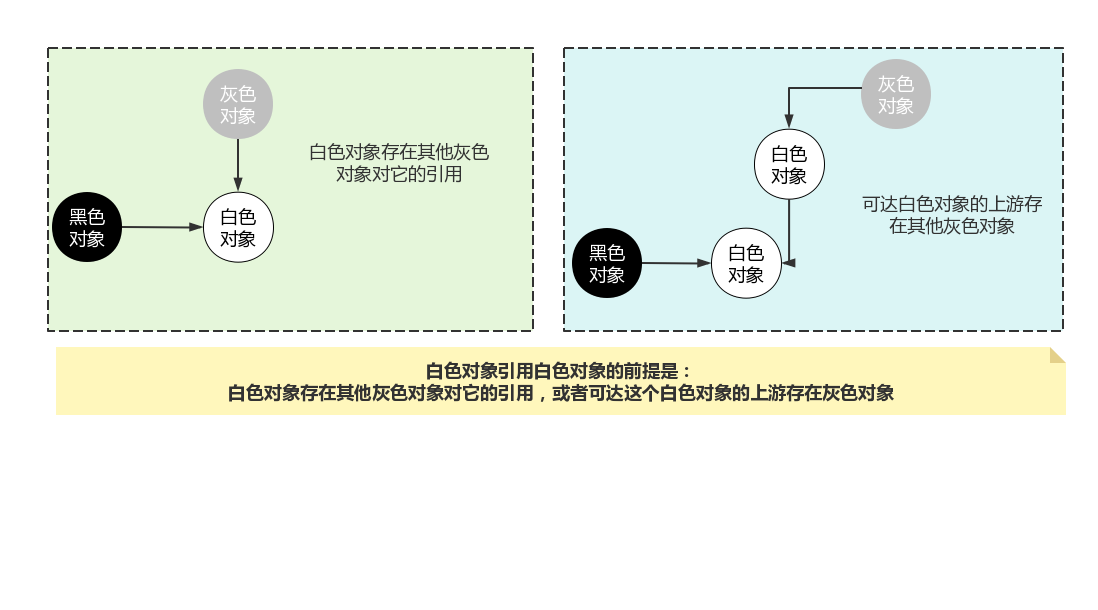 灰色
对象
白色对象存在其他灰色
对象对它的引用
黑色
对象
白色
对象
灰色
对象
白色
对象
可达白色对象的上游存
在其他灰色对象
黑色
对象
白色
对象
白色对象引用白色对象的前提是：
白色对象存在其他灰色对象对它的引用，或者可达这个白色对象的上游存在灰色对象